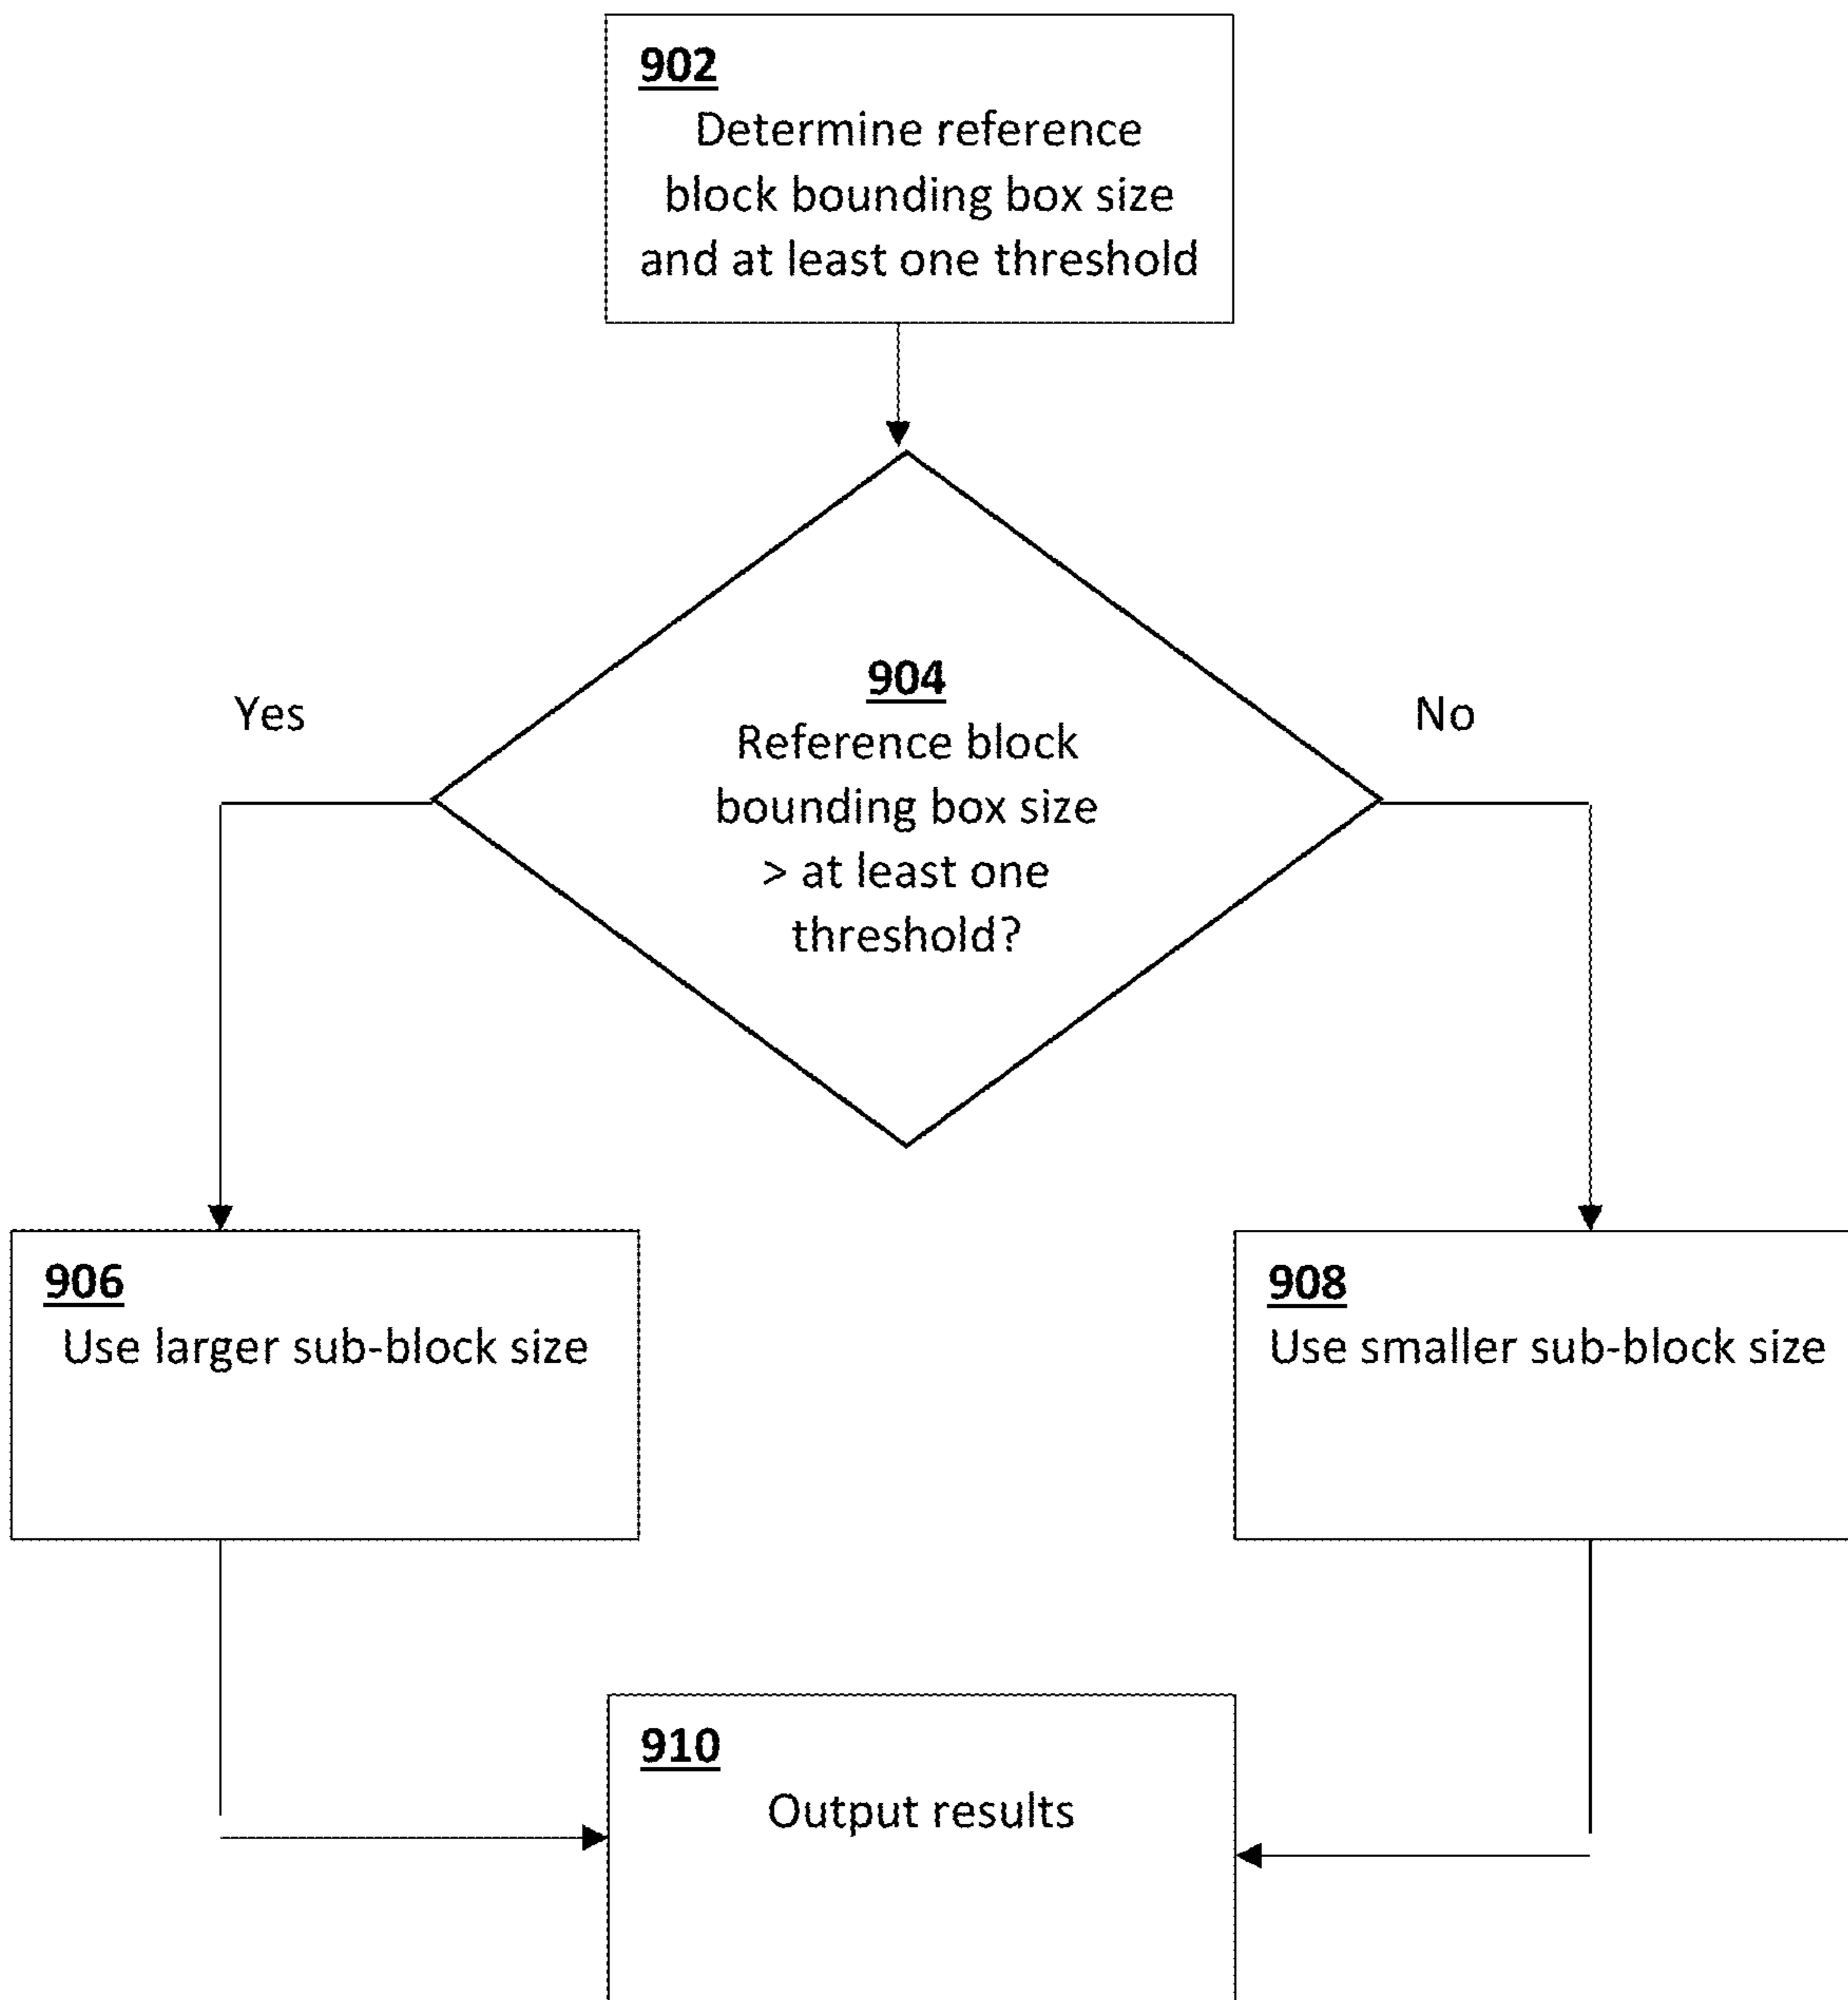 902
Determine reference
block bounding box size
and at least one threshold
904
Reference block
bounding box size
> at least one
threshold?
Yes
No
906
Use larger sub-block size
908
Use smaller sub-block size
910
Output results